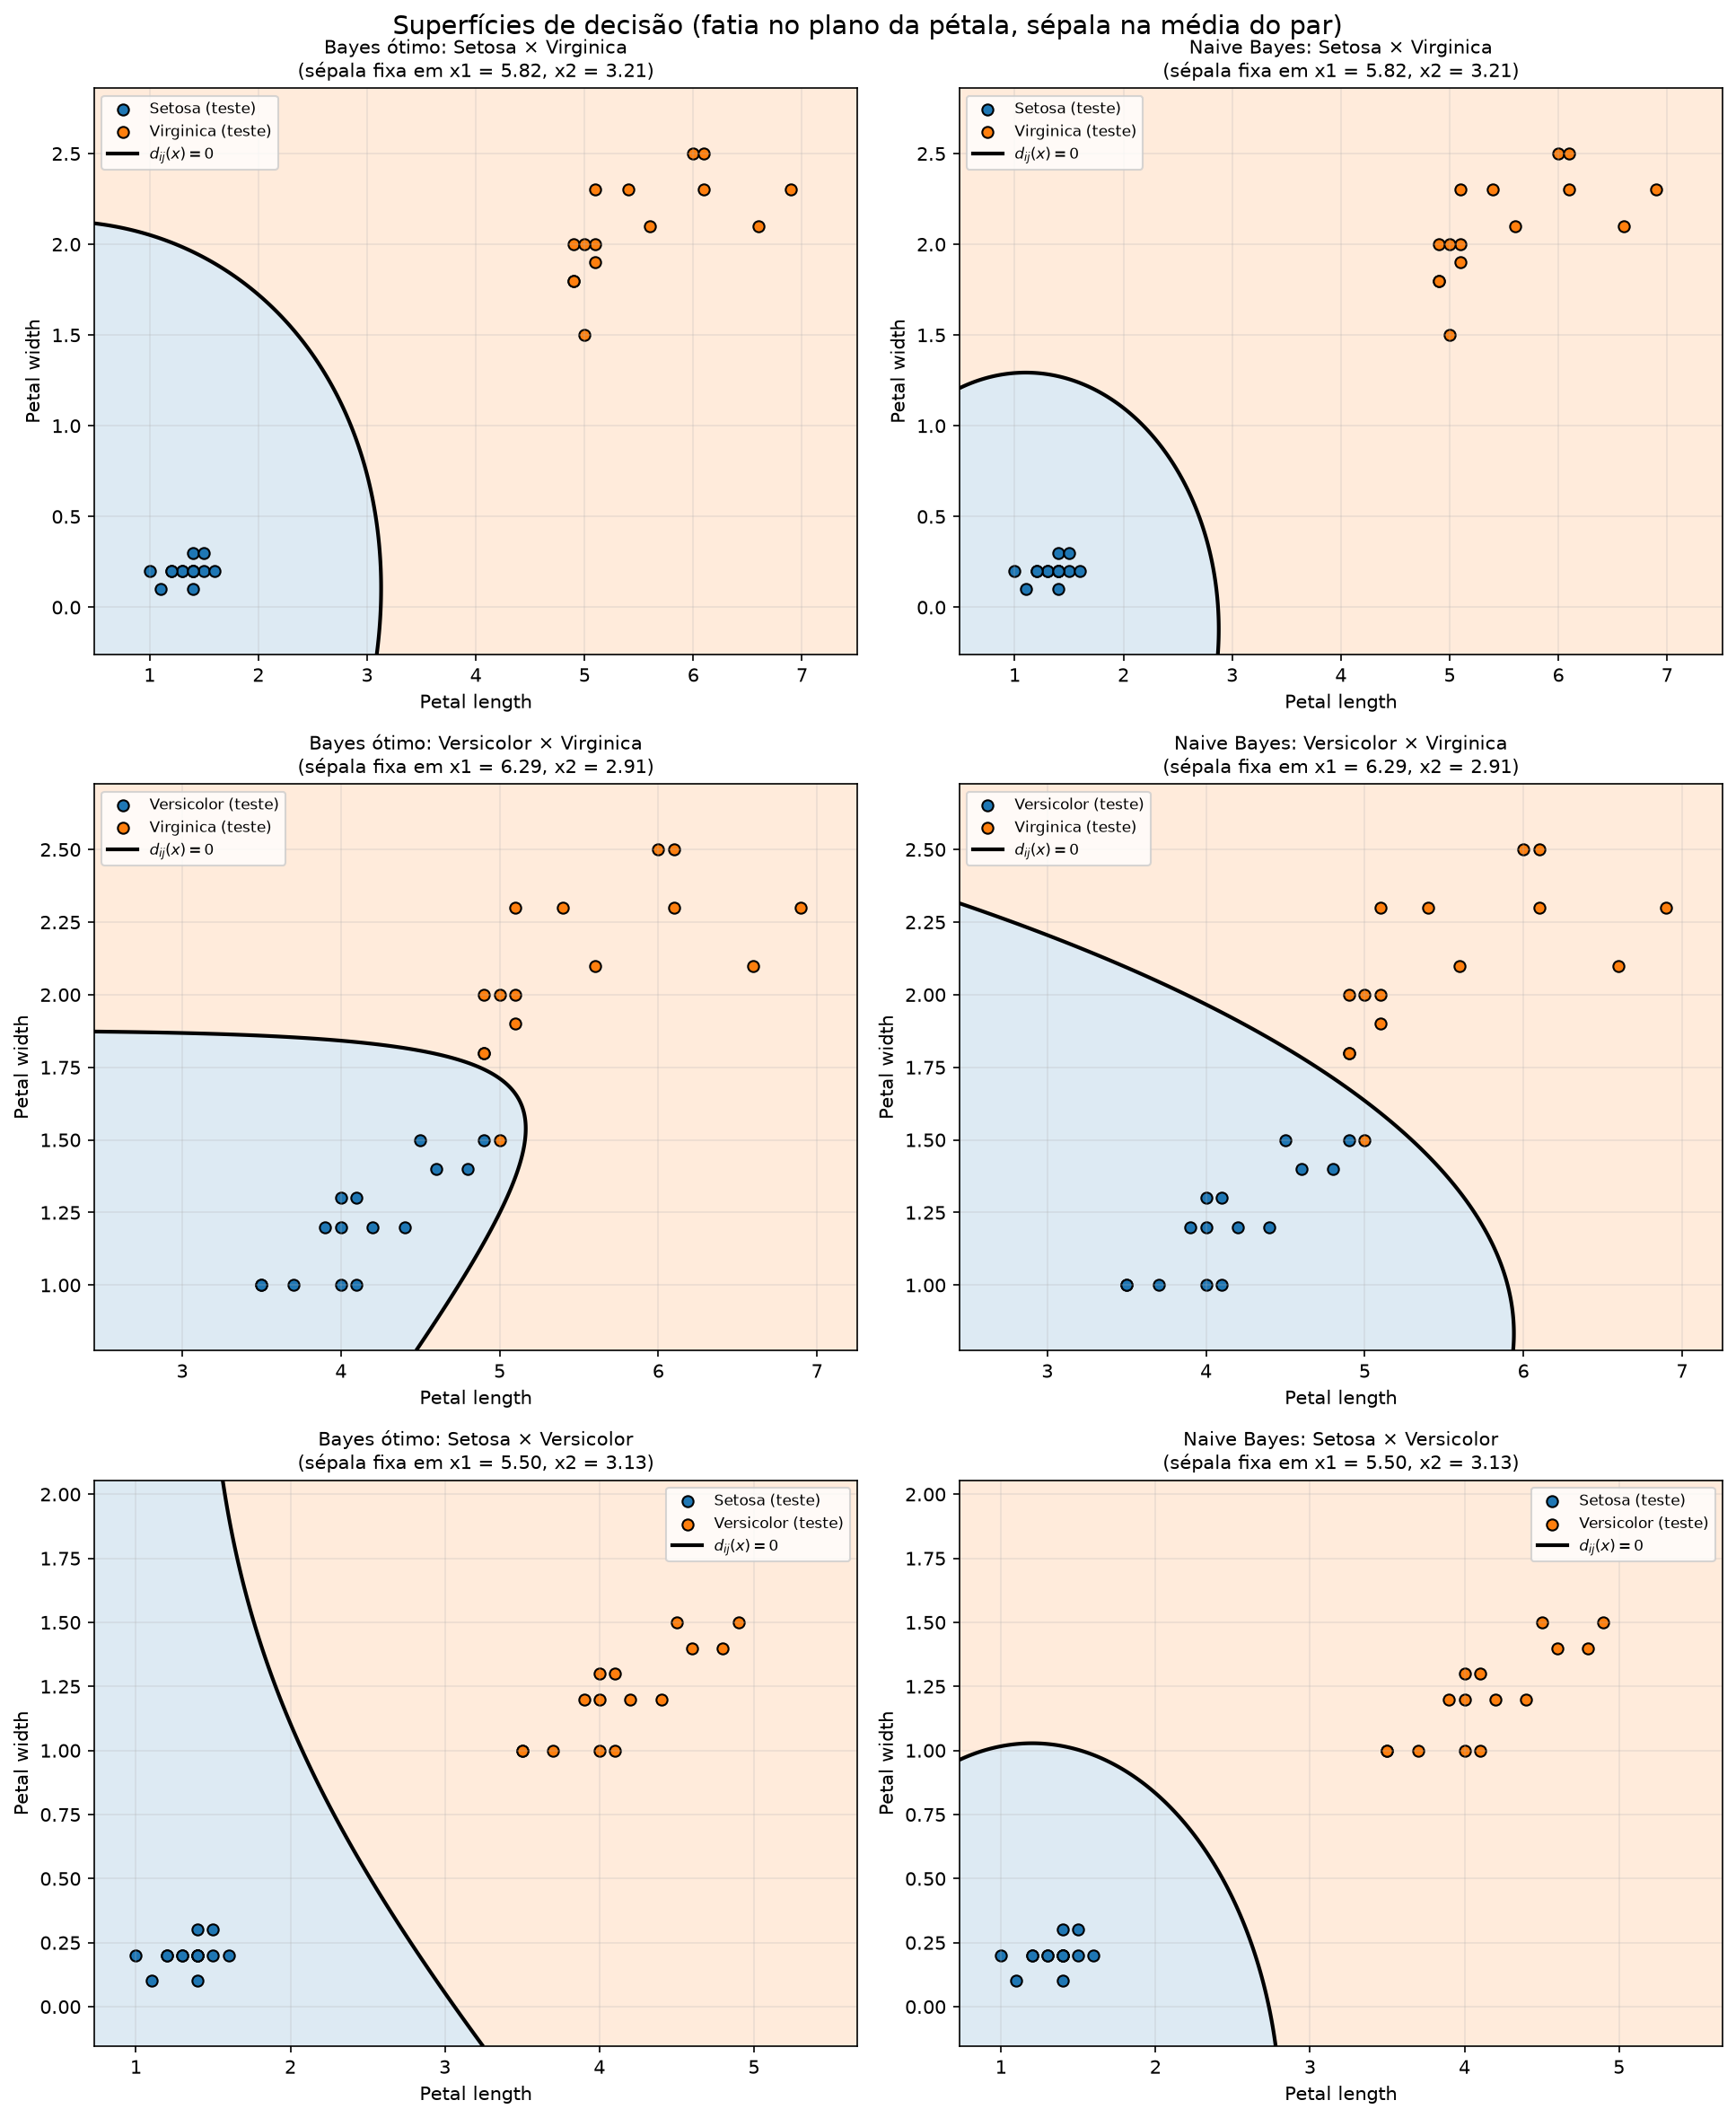 Superfícies de decisão (fatia no plano da pétala, sépala na média do par)
Bayes ótimo: Setosa × Virginica
(sépala fixa em x1 = 5.82, x2 = 3.21)
Setosa (teste)
Virginica (teste)
d_{ij}(x) = 0
2.5
2.0
1.5
1.0
0.5
0.0
Petal width
1 2 3 4 5 6 7
Petal length
Naive Bayes: Setosa × Virginica
(sépala fixa em x1 = 5.82, x2 = 3.21)
Setosa (teste)
Virginica (teste)
d_{ij}(x) = 0
2.5
2.0
1.5
1.0
0.5
0.0
Petal width
1 2 3 4 5 6 7
Petal length
Bayes ótimo: Versicolor × Virginica
(sépala fixa em x1 = 6.29, x2 = 2.91)
Versicolor (teste)
Virginica (teste)
d_{ij}(x) = 0
2.50
2.25
2.00
1.75
1.50
1.25
1.00
Petal width
3 4 5 6 7
Petal length
Naive Bayes: Versicolor × Virginica
(sépala fixa em x1 = 6.29, x2 = 2.91)
Versicolor (teste)
Virginica (teste)
d_{ij}(x) = 0
2.50
2.25
2.00
1.75
1.50
1.25
1.00
Petal width
3 4 5 6 7
Petal length
Bayes ótimo: Setosa × Versicolor
(sépala fixa em x1 = 5.50, x2 = 3.13)
Setosa (teste)
Versicolor (teste)
d_{ij}(x) = 0
2.00
1.75
1.50
1.25
1.00
0.75
0.50
0.25
0.00
Petal width
1 2 3 4 5
Petal length
Naive Bayes: Setosa × Versicolor
(sépala fixa em x1 = 5.50, x2 = 3.13)
Setosa (teste)
Versicolor (teste)
d_{ij}(x) = 0
2.00
1.75
1.50
1.25
1.00
0.75
0.50
0.25
0.00
Petal width
1 2 3 4 5
Petal length